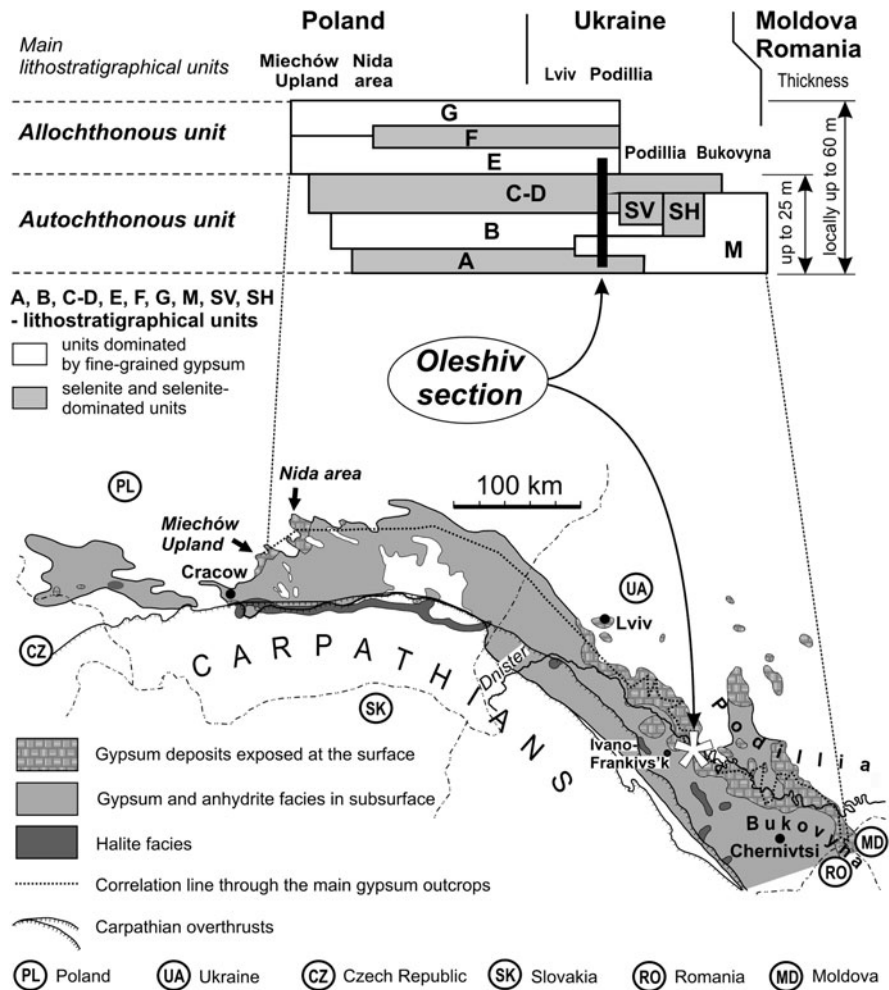 Poland
Ukraine
Moldova
Romania
Main
lithostratigraphical units
Miechów
Upland
Nida
area
Lviv Podillia
Thickness
Allochthonous unit
G
F
E
Podillia Bukovyna
Autochthonous unit
C-D
SV
SH
B
M
A
up to 25 m
locally up to 60 m
A, B, C-D, E, F, G, M, SV, SH
- lithostratigraphical units
units dominated
by fine-grained gypsum
selenite and selenite-
dominated units
Oleshiv
section
PL
Nida area
100 km
Miechów
Upland
Cracow
UA
Lviv
CZ
CARPATHIANS
Dnister
SK
Podillia
Ivano-
Frankivs'k
Bukovyna
Chernivtsi
MD
RO
Gypsum deposits exposed at the surface
Gypsum and anhydrite facies in subsurface
Halite facies
Correlation line through the main gypsum outcrops
Carpathian overthrusts
PL Poland UA Ukraine CZ Czech Republic SK Slovakia RO Romania MD Moldova